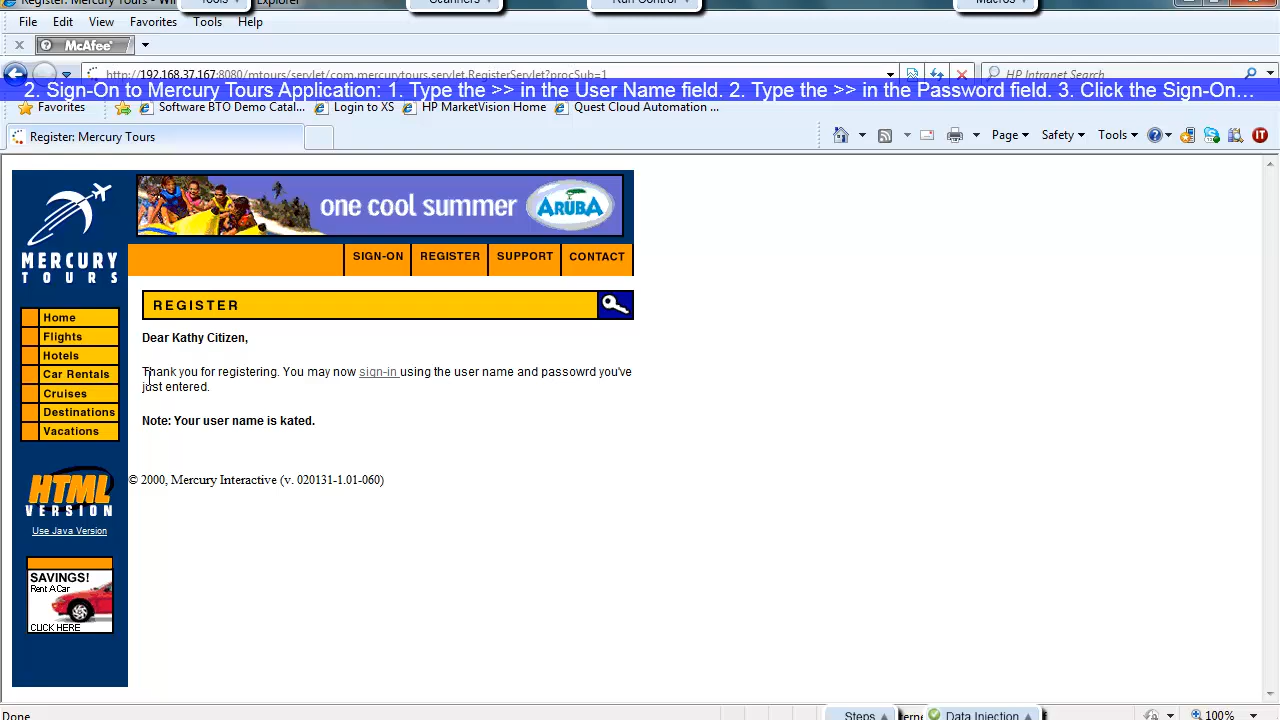 Register: Mercury Tours - Wi
Explorer
Tools
Scanners
Run Control
Macros
File Edit View Favorites Tools Help
McAfee
http://192.168.37.167:8080/mtours/servlet/com.mercurytours.servlet.RegisterServlet?procSub=1
HP Intranet Search
2. Sign-On to Mercury Tours Application: 1. Type the >> in the User Name field. 2. Type the >> in the Password field. 3. Click the Sign-On...
Favorites Software BTO Demo Catal... Login to XS HP MarketVision Home Quest Cloud Automation ...
Register: Mercury Tours
Page Safety Tools
one cool summer ARUBA
MERCURY
TOURS
SIGN-ON REGISTER SUPPORT CONTACT
REGISTER
Home
Flights
Hotels
Car Rentals
Cruises
Destinations
Vacations
Dear Kathy Citizen,
Thank you for registering. You may now sign-in using the user name and passowrd you've
just entered.
Note: Your user name is kated.
© 2000, Mercury Interactive (v. 020131-1.01-060)
HTML
VERSION
Use Java Version
SAVINGS!
Rent A Car
CLICK HERE
Done
Steps
Data Injection
100%